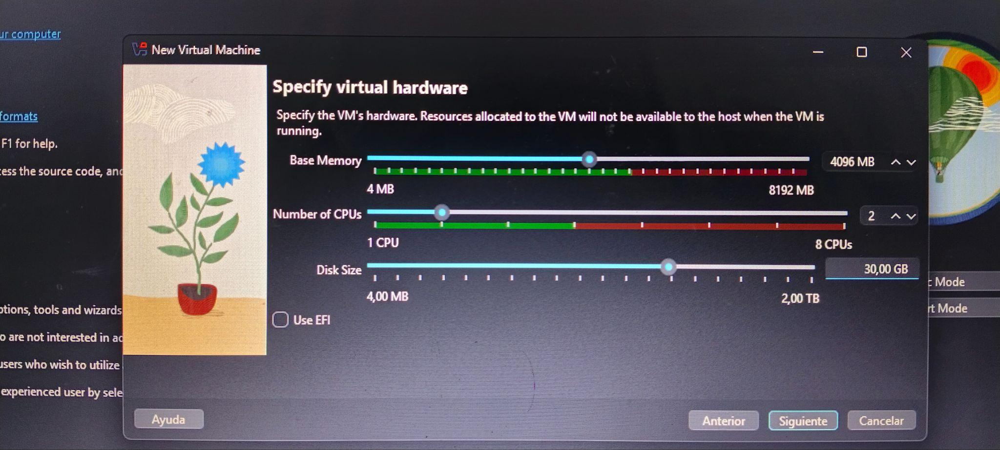 ur computer
New Virtual Machine
Specify virtual hardware
formats
Specify the VM's hardware. Resources allocated to the VM will not be available to the host when the VM is
running.
F1 for help.
Base Memory
4096 MB
cess the source code, and
4 MB
8192 MB
Number of CPUs
2
1 CPU
8 CPUs
Disk Size
30,00 GB
Mode
4,00 MB
2,00 TB
rt Mode
ptions, tools and wizards
Use EFI
o are not interested in ad
users who wish to utilize
experienced user by sele
Ayuda
Anterior
Siguiente
Cancelar